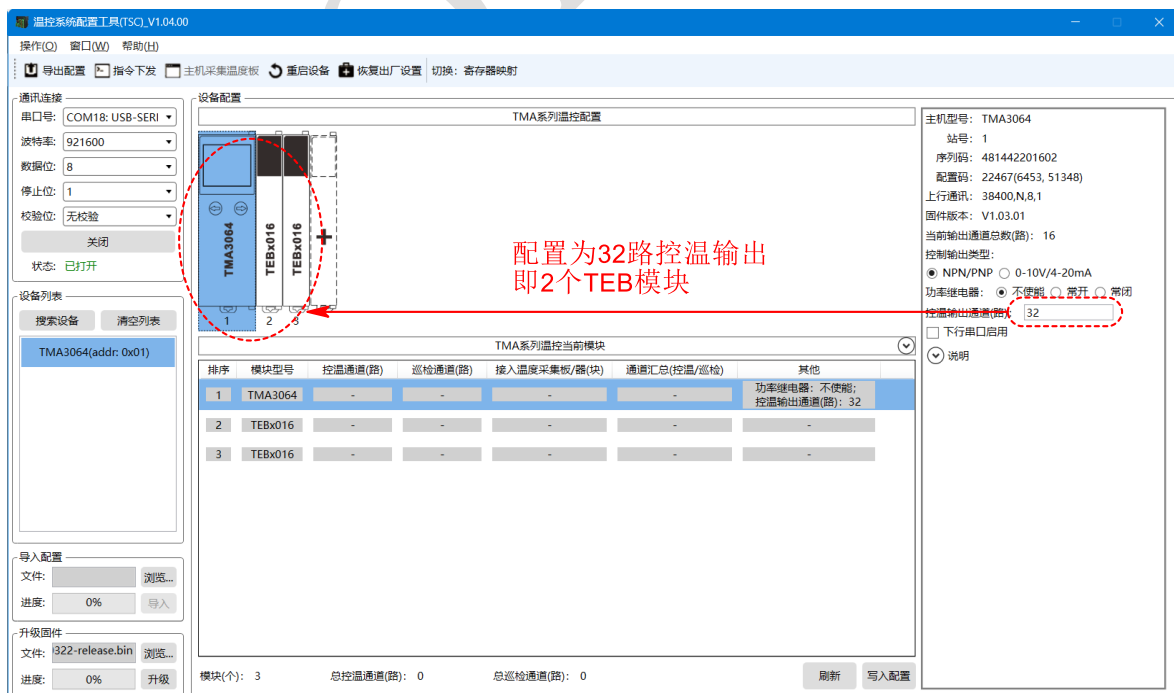 温控系统配置工具(TSC)_V1.04.00
操作(O) 窗口(W) 帮助(H)
导出配置 指令下发 主机采集温度板 重启设备 恢复出厂设置 切换：寄存器映射
通讯连接
串口号: COM18: USB-SERI
波特率: 921600
数据位: 8
停止位: 1
校验位: 无校验
关闭
状态: 已打开
设备列表
搜索设备 清空列表
TMA3064(addr: 0x01)
导入配置
文件: 浏览...
进度: 0% 导入
升级固件
文件: 322-release.bin 浏览...
进度: 0% 升级
设备配置
TMA系列温控配置
TMA3064 TEBx016 TEBx016
1 2 3
配置为32路控温输出
即2个TEB模块
TMA系列温控当前模块
排序 模块型号 控温通道(路) 巡检通道(路) 接入温度采集板/器(块) 通道汇总(控温/巡检) 其他
1 TMA3064 - - - - 功率继电器：不使能;
控温输出通道(路)：32
2 TEBx016 - - - - -
3 TEBx016 - - - - -
模块(个)： 3 总控温通道(路)： 0 总巡检通道(路)： 0 刷新 写入配置
主机型号： TMA3064
站号： 1
序列码： 481442201602
配置码： 22467(6453, 51348)
上行通讯： 38400,N,8,1
固件版本： V1.03.01
当前输出通道总数(路)： 16
控制输出类型：
NPN/PNP 0-10V/4-20mA
功率继电器： 不使能 常开 常闭
控温输出通道(路)： 32
下行串口启用
说明